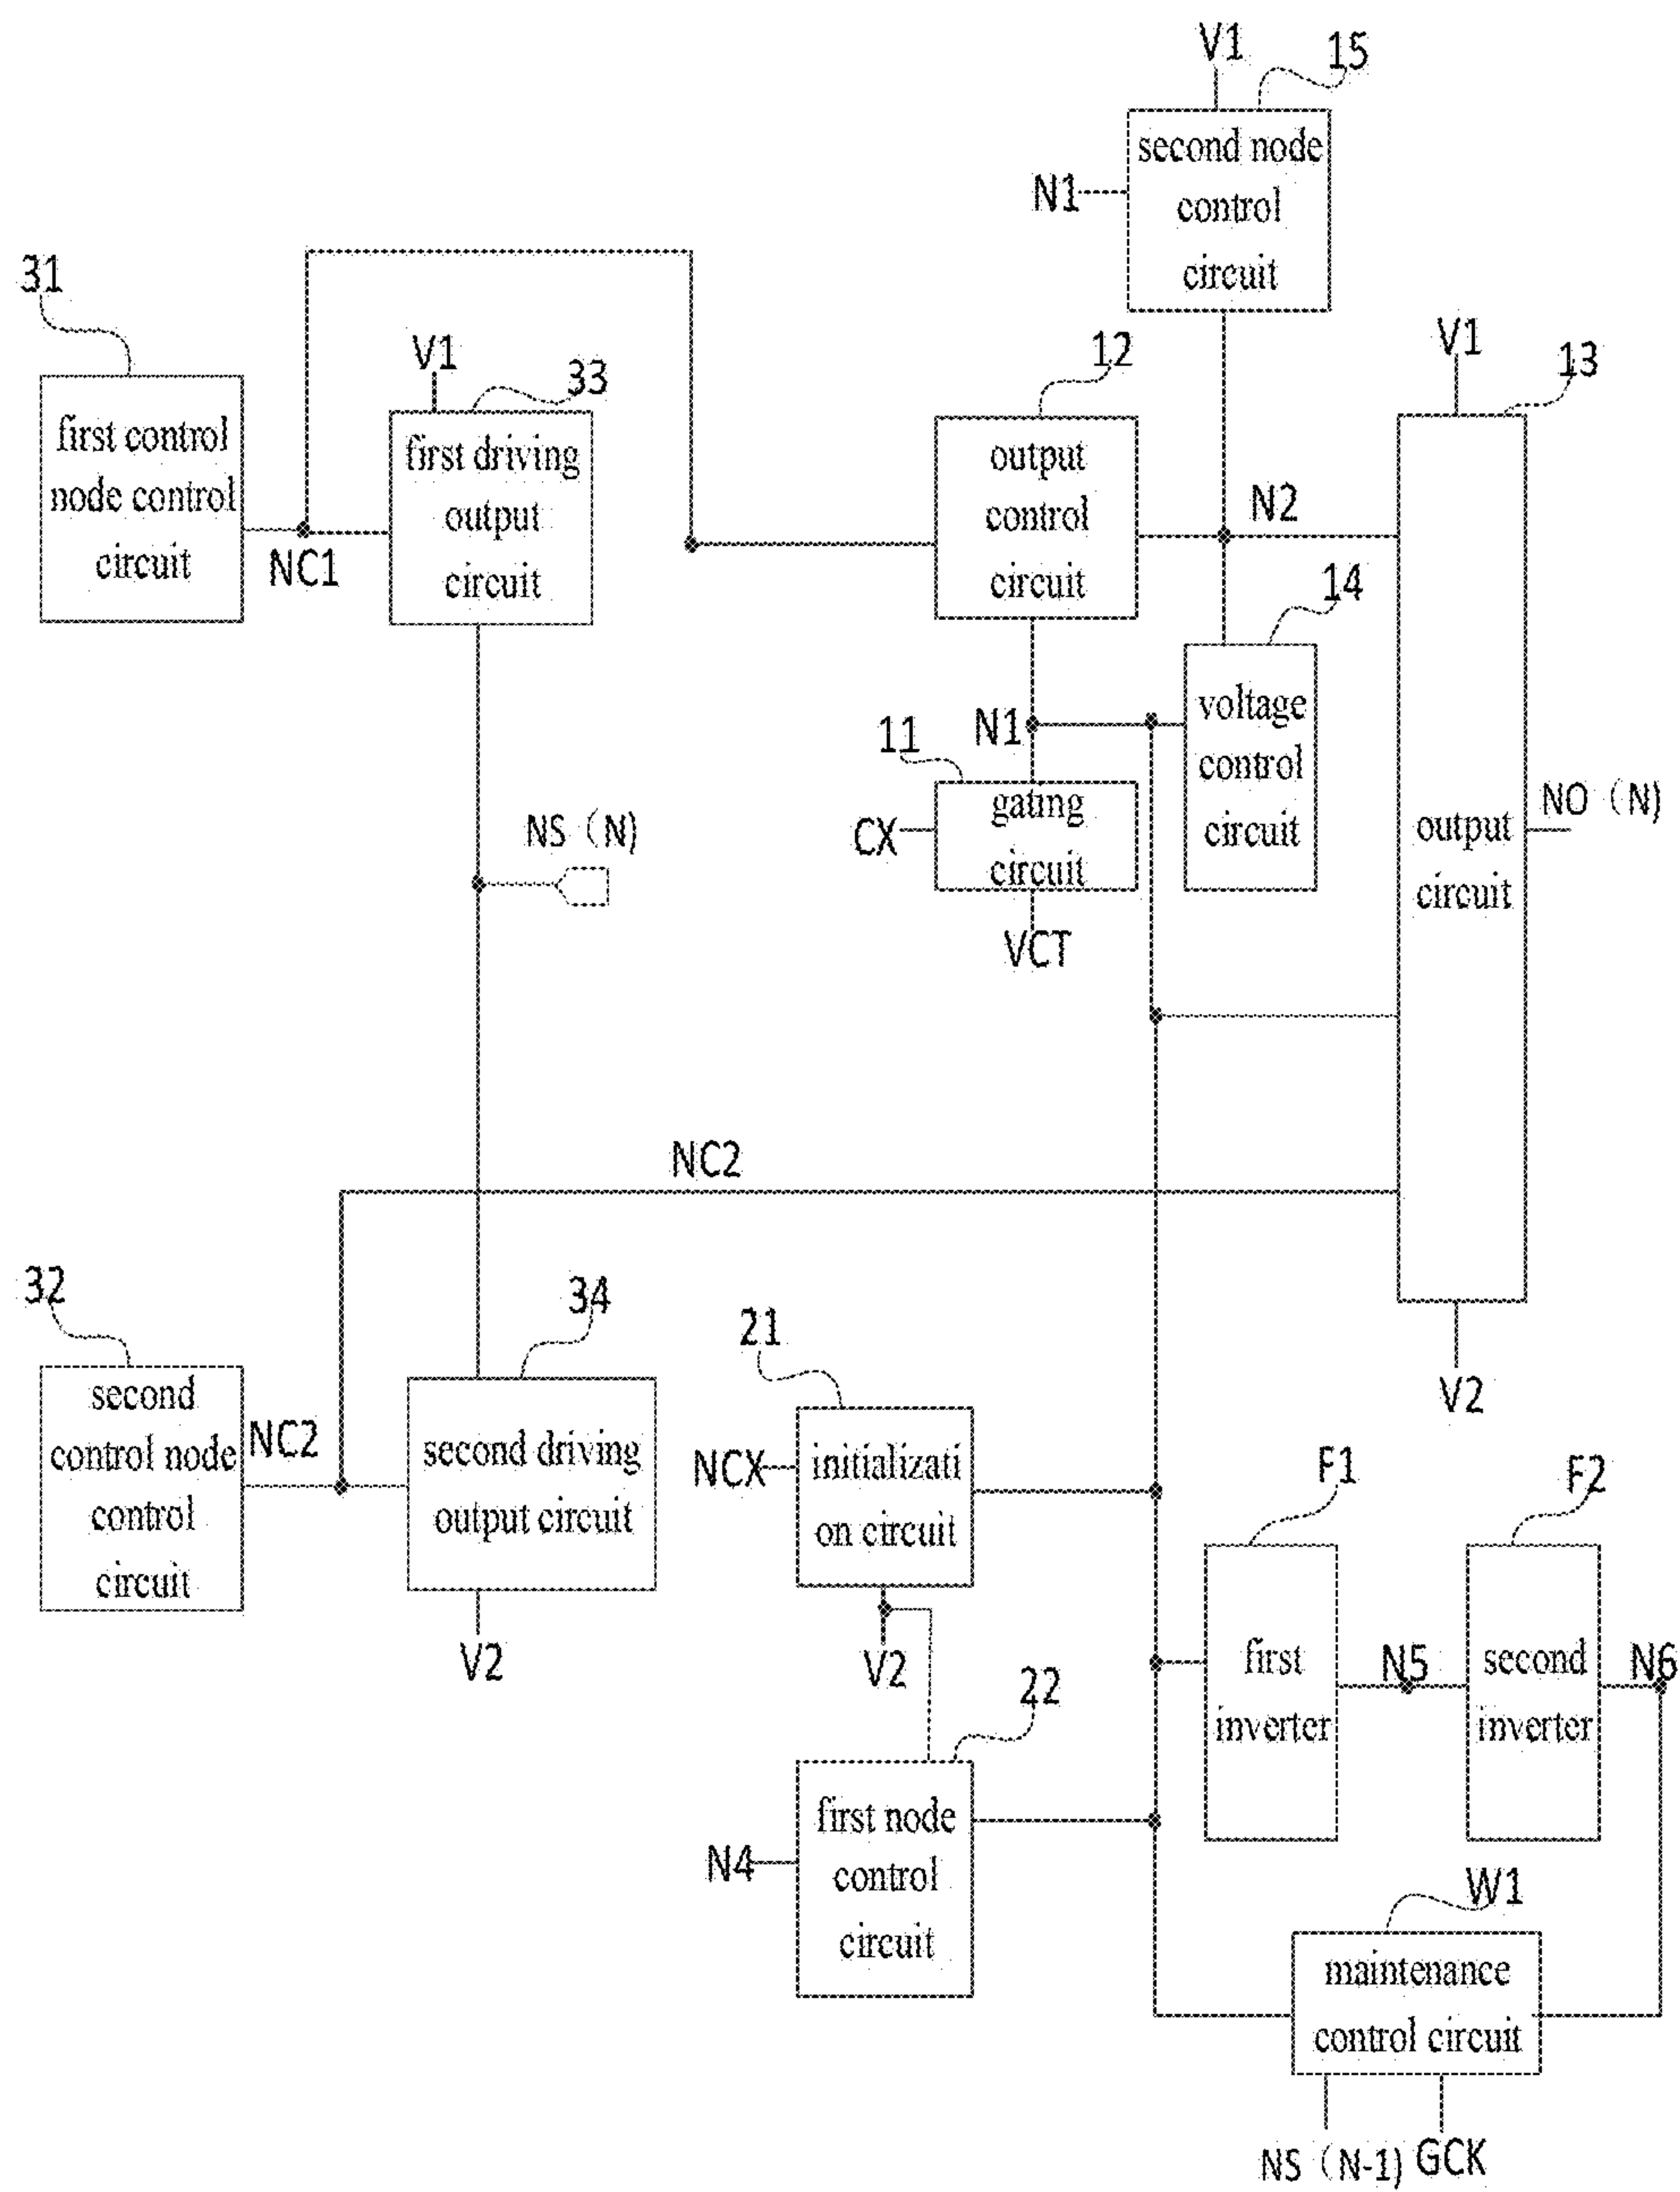 V1
15
second node
control
circuit
N1
31
first control
node control
circuit
NC1
V1
33
first driving
output
circuit
12
output
control
circuit
N2
V1
13
output
circuit
NO（N)
V2
14
voltage
control
circuit
N1
11
gating
circuit
CX
VCT
NS（N)
NC2
32
second
control node
control
circuit
NC2
34
second driving
output circuit
V2
21
NCX
initializati
on circuit
V2
22
first node
control
circuit
N4
F1
first
inverter
N5
F2
second
inverter
N6
W1
maintenance
control circuit
NS（N-1)
GCK